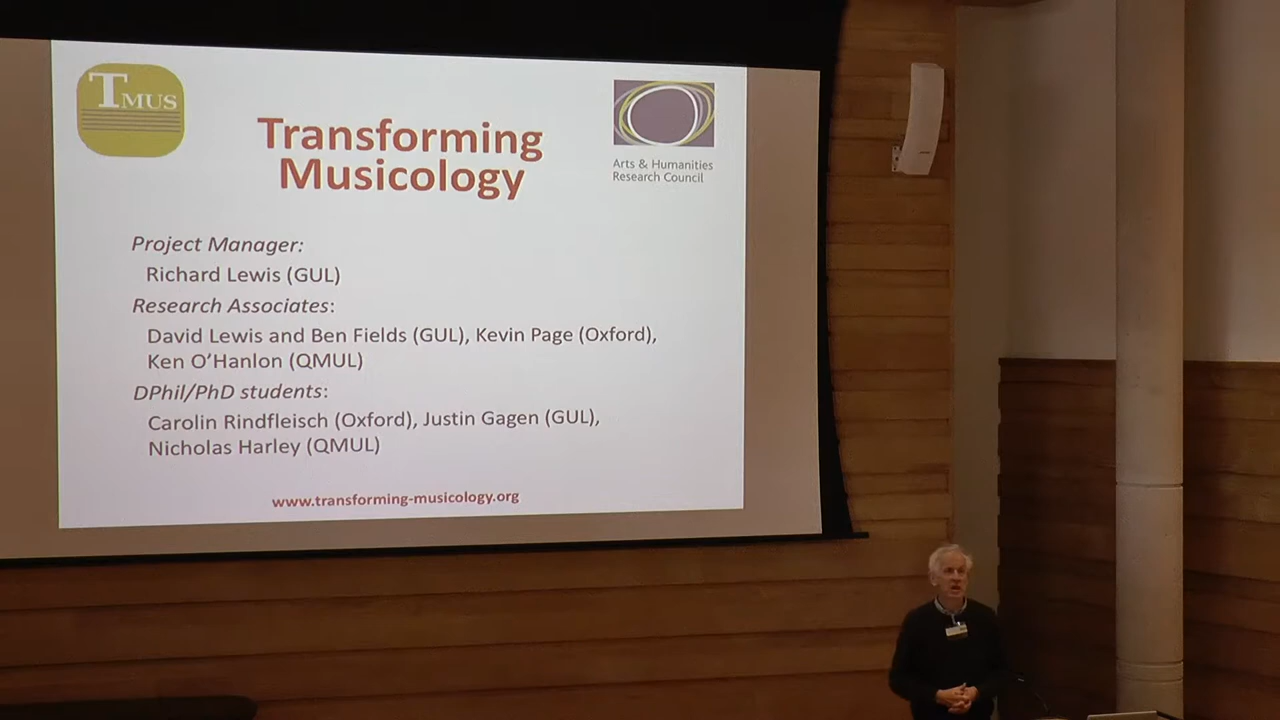 TMUS
Transforming
Musicology
Arts & Humanities
Research Council
Project Manager:
Richard Lewis (GUL)
Research Associates:
David Lewis and Ben Fields (GUL), Kevin Page (Oxford),
Ken O'Hanlon (QMUL)
DPhil/PhD students:
Carolin Rindfleisch (Oxford), Justin Gagen (GUL),
Nicholas Harley (QMUL)
www.transforming-musicology.org